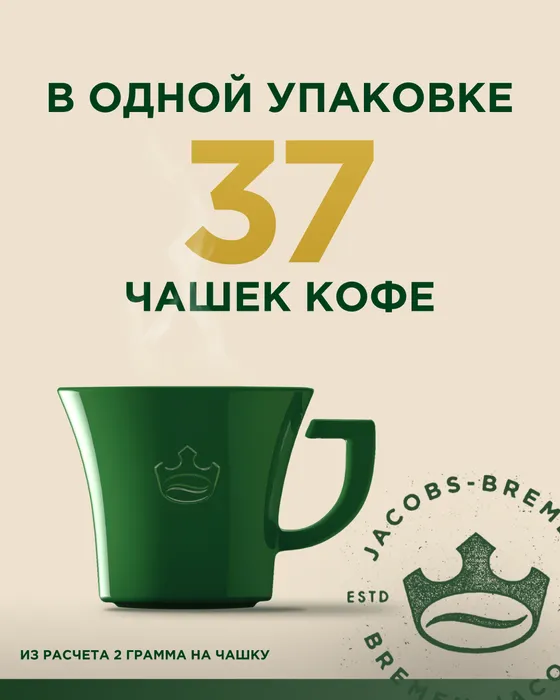 В ОДНОЙ УПАКОВКЕ
37
ЧАШЕК КОФЕ
JACOBS-BREM
ESTD
BREME
ИЗ РАСЧЕТА 2 ГРАММА НА ЧАШКУ